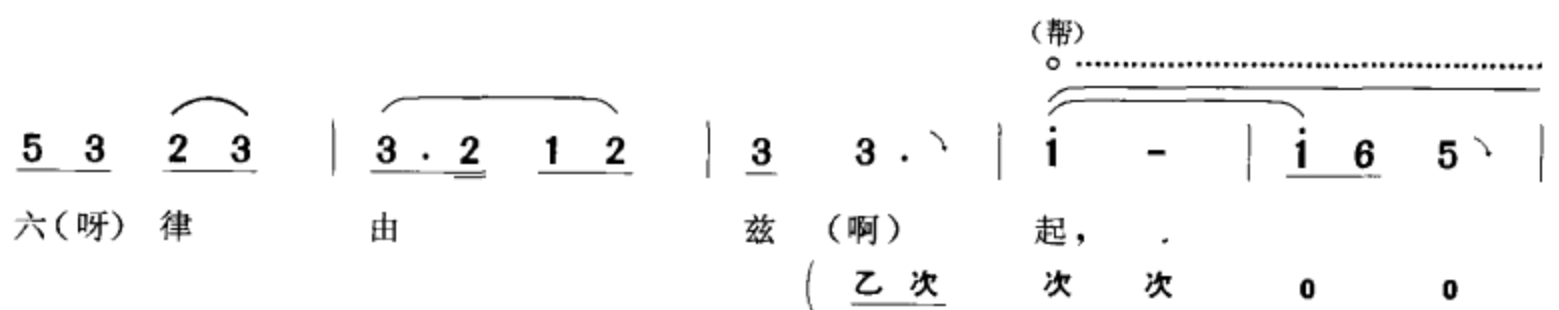 (帮)
5 3 2 3 | 3 . 2 1 2 | 3 3 . | i - | i 6 5 |
六(呀) 律 由 兹 (啊) 起，
( 乙 次 次 次 0 0